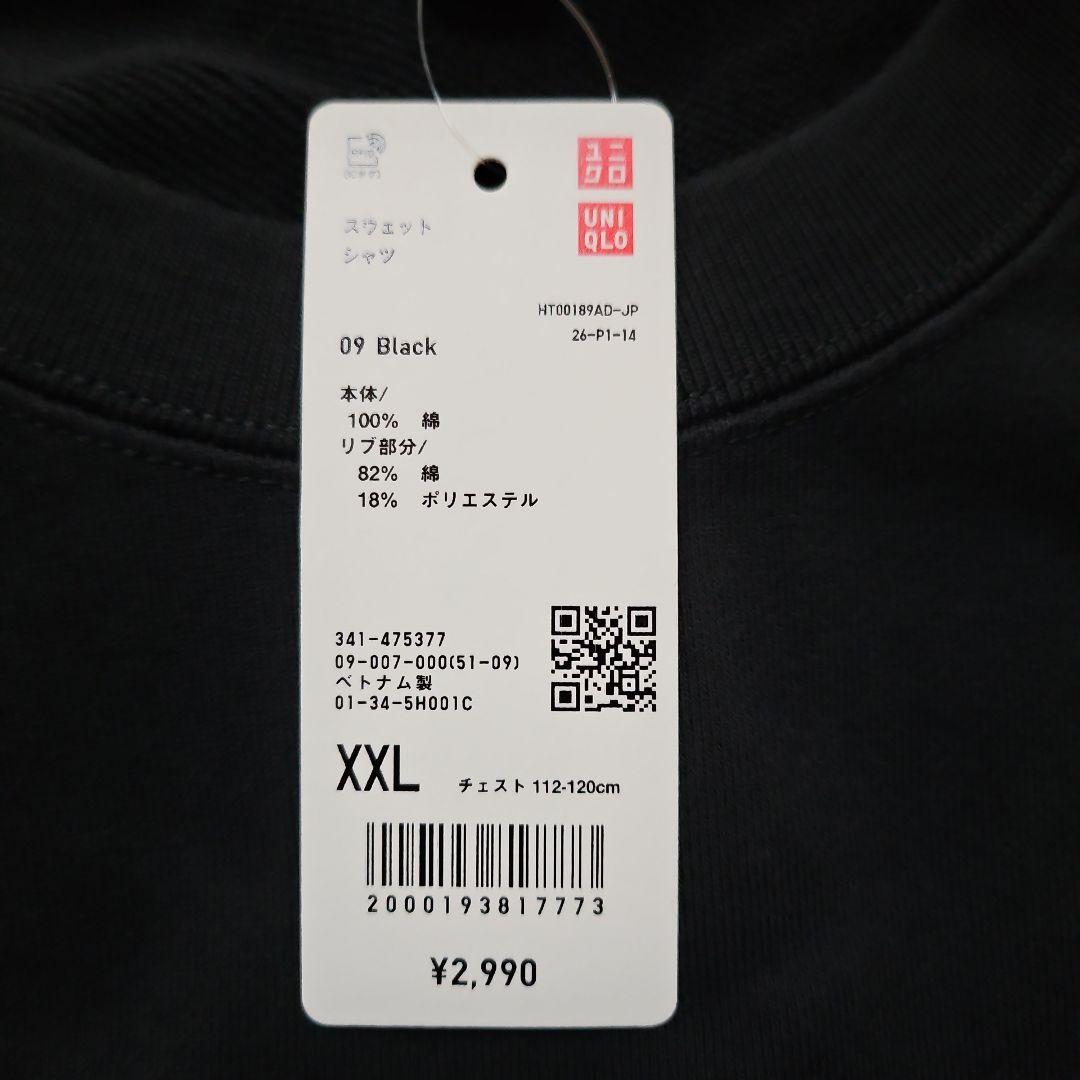 ユニ
クロ
UNI
QLO
スウェット
シャツ
HT00189AD-JP
26-P1-14
09 Black
本体/
100% 綿
リブ部分/
82% 綿
18% ポリエステル
341-475377
09-007-000(51-09)
ベトナム製
01-34-5H001C
XXL チェスト 112-120cm
2000193817773
¥2,990